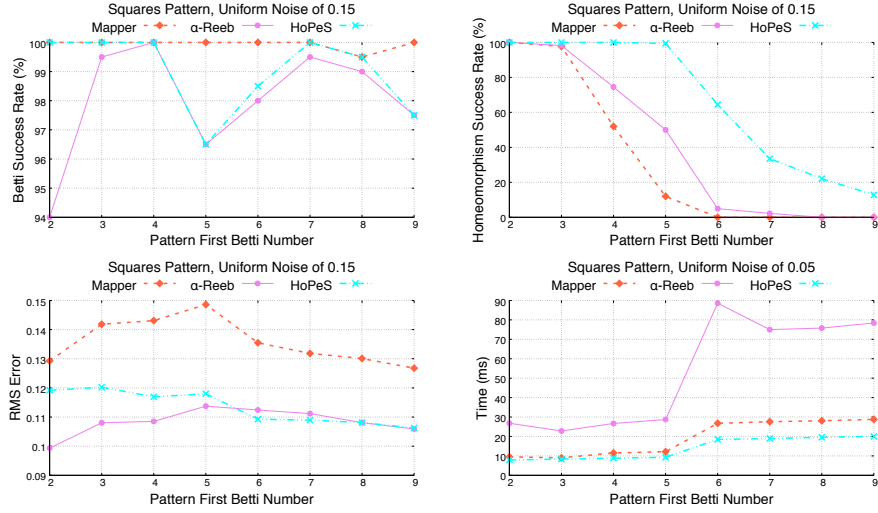 Squares Pattern, Uniform Noise of 0.15
Mapper α-Reeb HoPeS
Betti Success Rate (%)
100
99
98
97
96
95
94
2 3 4 5 6 7 8 9
Pattern First Betti Number
Squares Pattern, Uniform Noise of 0.15
Mapper α-Reeb HoPeS
Homeomorphism Success Rate (%)
100
80
60
40
20
0
2 3 4 5 6 7 8 9
Pattern First Betti Number
Squares Pattern, Uniform Noise of 0.15
Mapper α-Reeb HoPeS
RMS Error
0.15
0.14
0.13
0.12
0.11
0.1
0.09
2 3 4 5 6 7 8 9
Pattern First Betti Number
Squares Pattern, Uniform Noise of 0.05
Mapper α-Reeb HoPeS
Time (ms)
90
80
70
60
50
40
30
20
10
0
2 3 4 5 6 7 8 9
Pattern First Betti Number